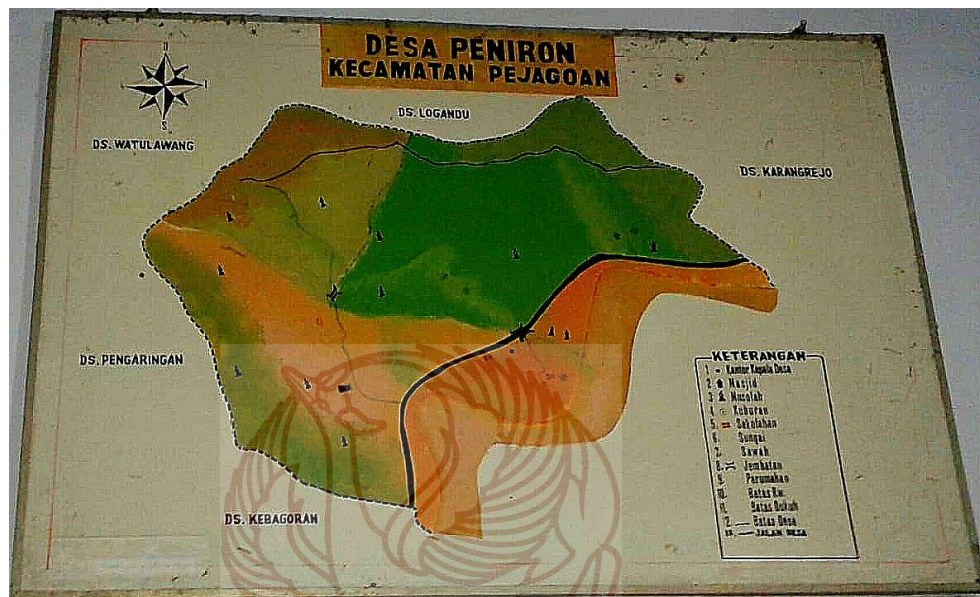 DESA PENIRON
KECAMATAN PEJAGOAN
U
S
DS. LOGANDU
DS. WATULAWANG
DS. KARANGREJO
DS. PENGARINGAN
DS. KEBAGORAN
KETERANGAN
1 Kantor Kepala Desa
2 Masjid
3 Musolah
4 Kuburan
5. Sekolahan
6. Sungai
7. Sawah
8. Jembatan
9. Perumahan
10. Batas Rw.
11. Batas Dukuh
12. Batas Desa
13. JALAN DESA